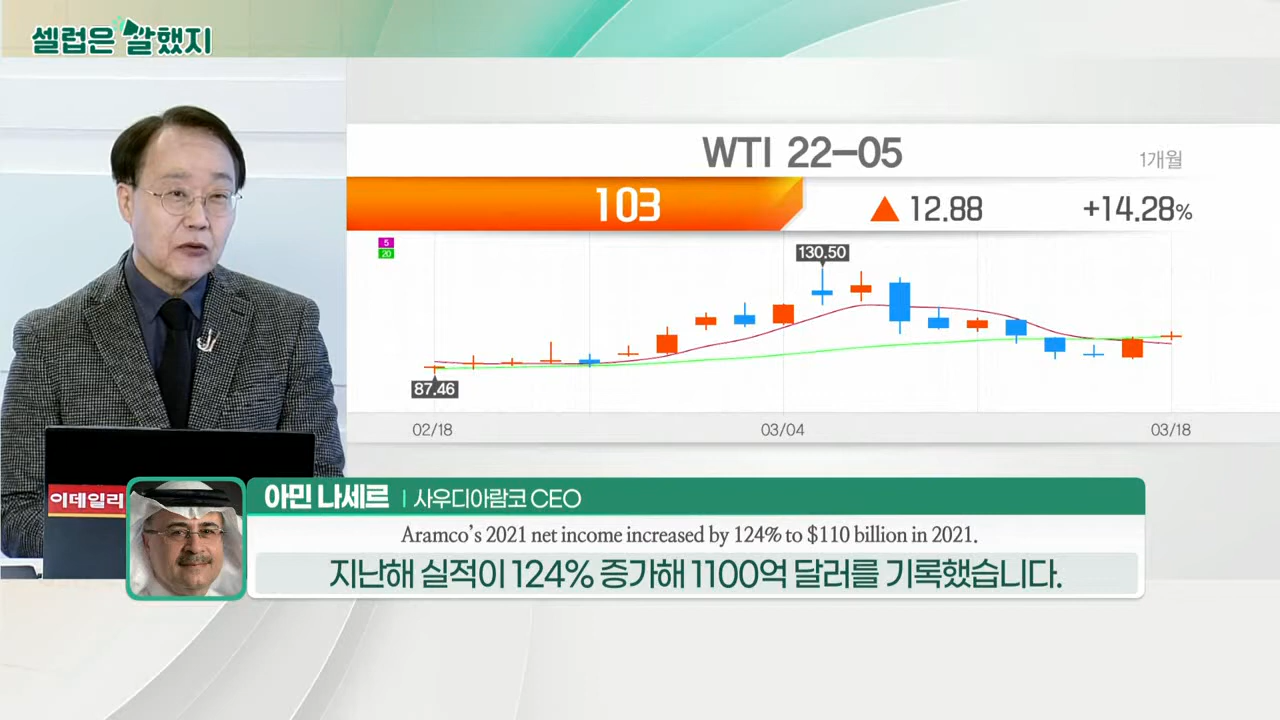 셀럽은 말했지
WTI 22-05
1개월
103
▲ 12.88
+14.28%
5
20
130.50
87.46
02/18
03/04
03/18
이데일리
아민 나세르 | 사우디아람코 CEO
Aramco's 2021 net income increased by 124% to $110 billion in 2021.
지난해 실적이 124% 증가해 1100억 달러를 기록했습니다.